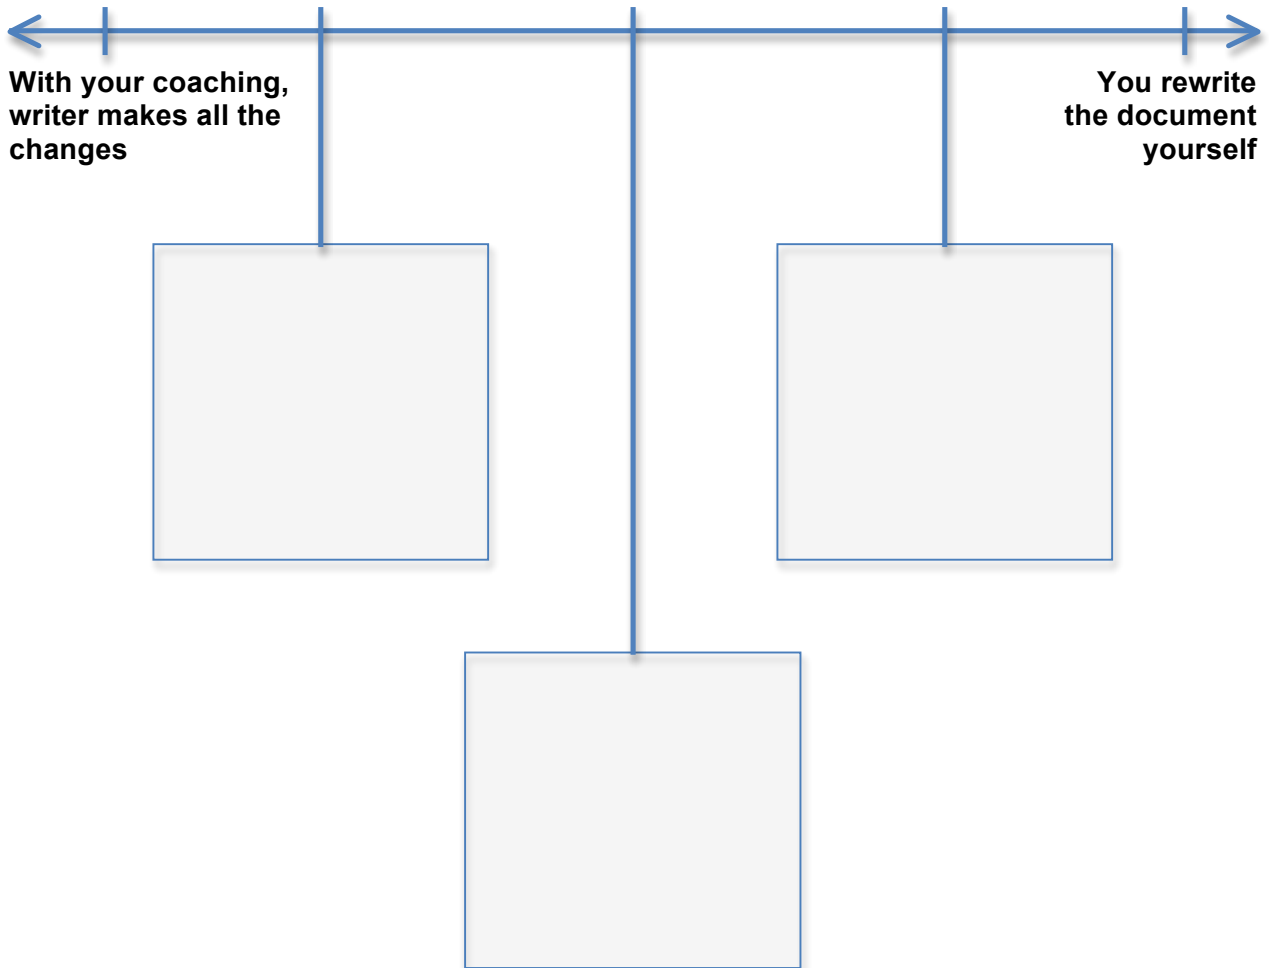 With your coaching,
writer makes all the
changes
You rewrite
the document
yourself